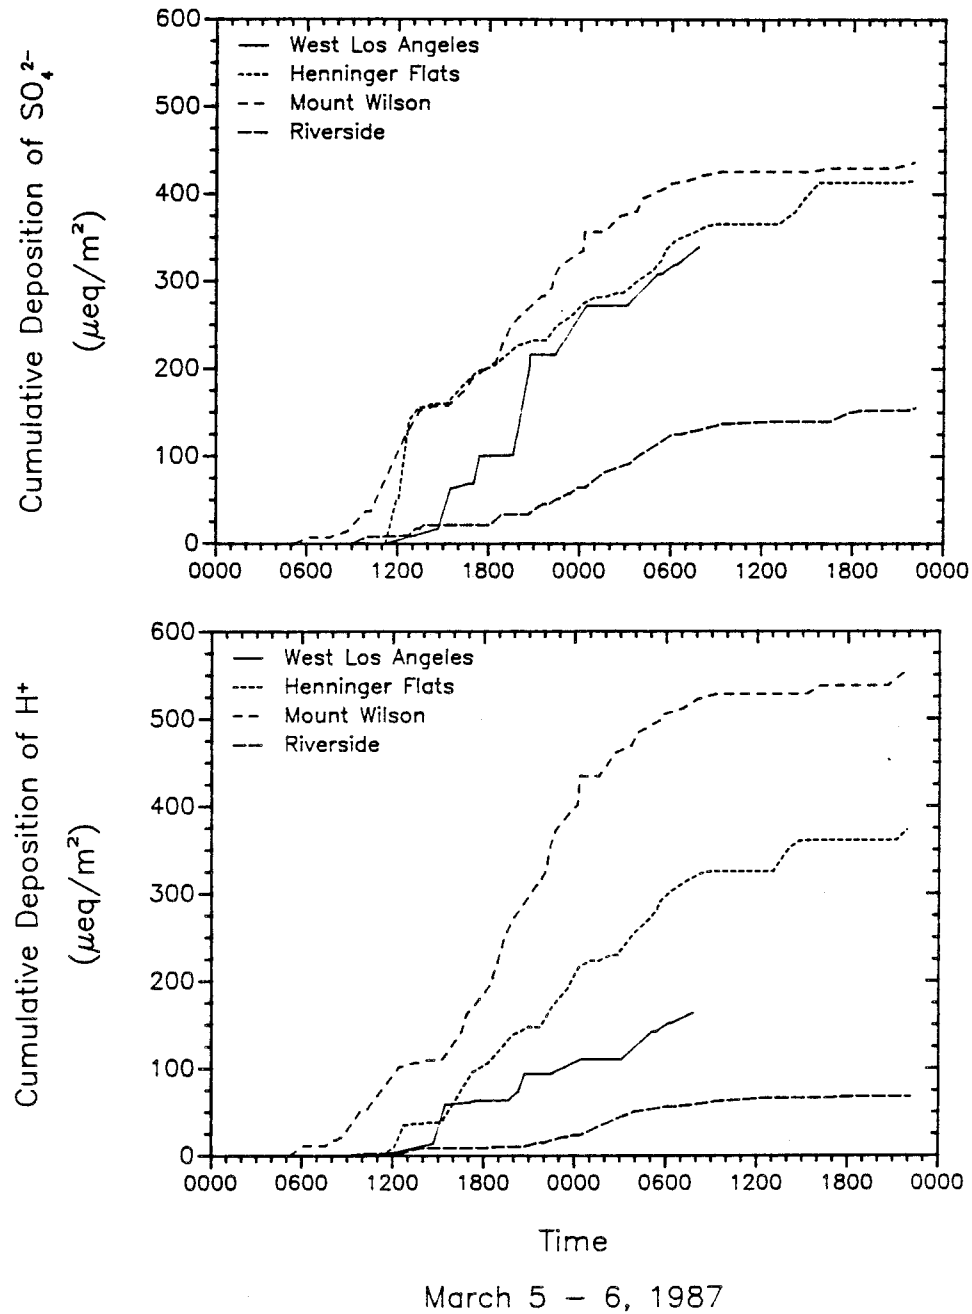 Cumulative Deposition of SO₄²⁻
(μeq/m²)
600
500
400
300
200
100
0
West Los Angeles
Henninger Flats
Mount Wilson
Riverside
0000 0600 1200 1800 0000 0600 1200 1800 0000
Cumulative Deposition of H⁺
(μeq/m²)
600
500
400
300
200
100
0
West Los Angeles
Henninger Flats
Mount Wilson
Riverside
0000 0600 1200 1800 0000 0600 1200 1800 0000
Time
March 5 – 6, 1987